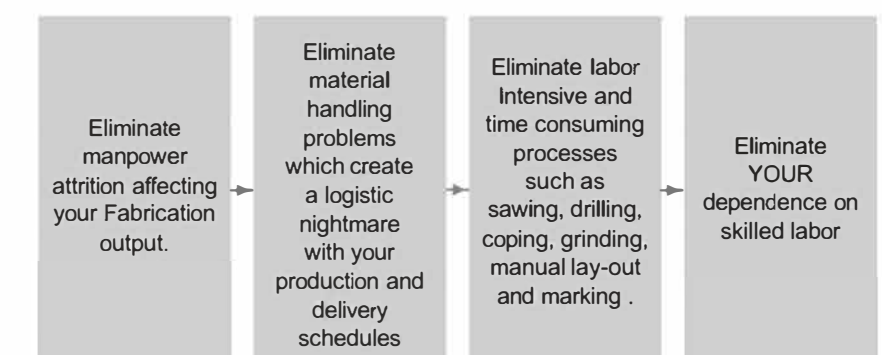 Eliminate
manpower
attrition affecting
your Fabrication
output.
Eliminate
material
handling
problems
which create
a logistic
nightmare
with your
production and
delivery
schedules
Eliminate labor
Intensive and
time consuming
processes
such as
sawing, drilling,
coping, grinding,
manual lay-out
and marking .
Eliminate
YOUR
dependence on
skilled labor